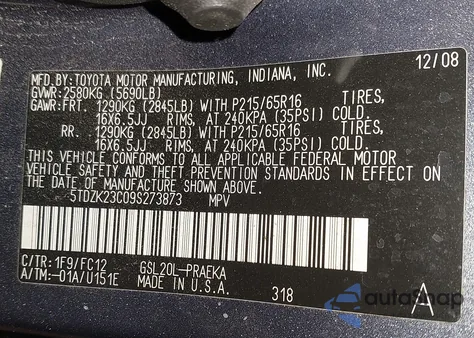 MFD.BY:TOYOTA MOTOR MANUFACTURING, INDIANA, INC. 12/08
GVWR:2580KG (5690LB)
GAWR:FRT. 1290KG (2845LB) WITH P215/65R16 TIRES,
16X6.5JJ RIMS, AT 240KPA (35PSI) COLD.
RR. 1290KG (2845LB) WITH P215/65R16 TIRES,
16X6.5JJ RIMS, AT 240KPA (35PSI) COLD.
THIS VEHICLE CONFORMS TO ALL APPLICABLE FEDERAL MOTOR
VEHICLE SAFETY AND THEFT PREVENTION STANDARDS IN EFFECT ON
THE DATE OF MANUFACTURE SHOWN ABOVE.
5TDZK23C09S273873 MPV
C/TR:1F9/FC12 GSL20L-PRAEKA
A/TM:-01A/U151E MADE IN U.S.A. 318 A
autoSnap